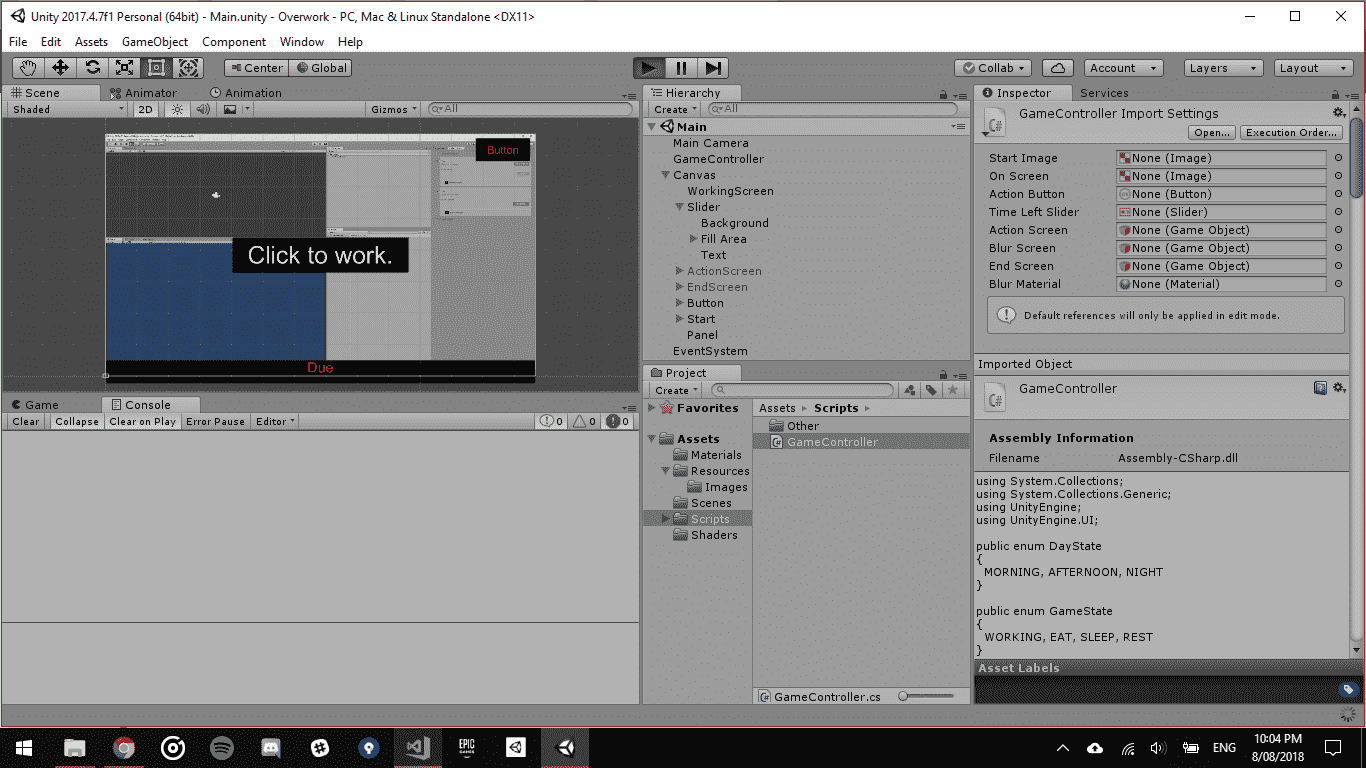 Unity 2017.4.7f1 Personal (64bit) - Main.unity - Overwork - PC, Mac & Linux Standalone <DX11>
File Edit Assets GameObject Component Window Help
Center Global Collab Account Layers Layout
Scene Animator Animation
Shaded 2D Gizmos All
Button
Click to work.
Due
Game Console
Clear Collapse Clear on Play Error Pause Editor 0 0 0
Hierarchy
Create All
Main
Main Camera
GameController
Canvas
WorkingScreen
Slider
Background
Fill Area
Text
ActionScreen
EndScreen
Button
Start
Panel
EventSystem
Project
Create
Favorites
Assets
Materials
Resources
Images
Scenes
Scripts
Shaders
Assets Scripts
Other
GameController
GameController.cs
Inspector Services
GameController Import Settings
Open... Execution Order...
Start Image None (Image)
On Screen None (Image)
Action Button None (Button)
Time Left Slider None (Slider)
Action Screen None (Game Object)
Blur Screen None (Game Object)
End Screen None (Game Object)
Blur Material None (Material)
Default references will only be applied in edit mode.
Imported Object
GameController
Assembly Information
Filename Assembly-CSharp.dll
using System.Collections;
using System.Collections.Generic;
using UnityEngine;
using UnityEngine.UI;
public enum DayState
{
MORNING, AFTERNOON, NIGHT
}
public enum GameState
{
WORKING, EAT, SLEEP, REST
}
Asset Labels
EPIC GAMES
ENG
10:04 PM
8/08/2018